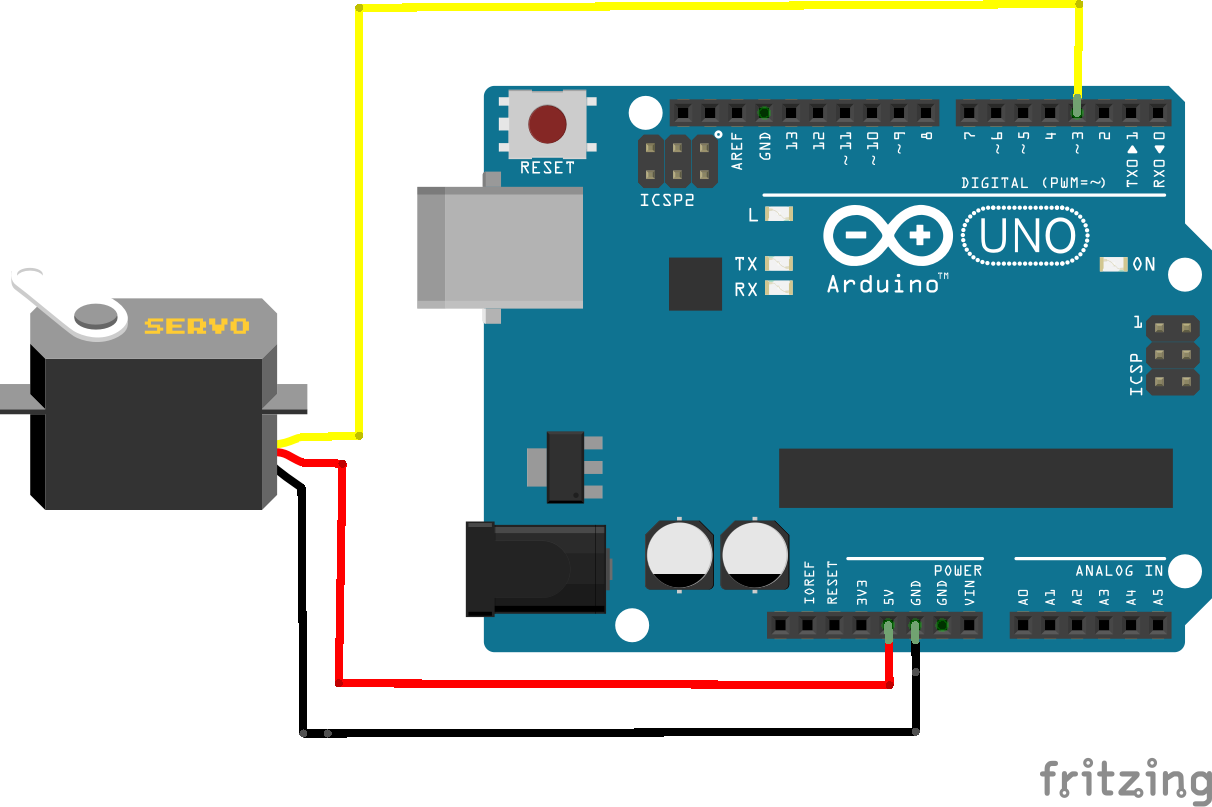 RESET
ICSP2
AREF
GND
13
12
~11
~10
~9
8
7
~6
~5
4
~3
2
TX0▶1
RX0◀0
DIGITAL (PWM=~)
L
TX
RX
Arduino™
UNO
ON
1
ICSP
SERVO
IOREF
RESET
3V3
5V
GND
GND
VIN
POWER
ANALOG IN
A0
A1
A2
A3
A4
A5
fritzing